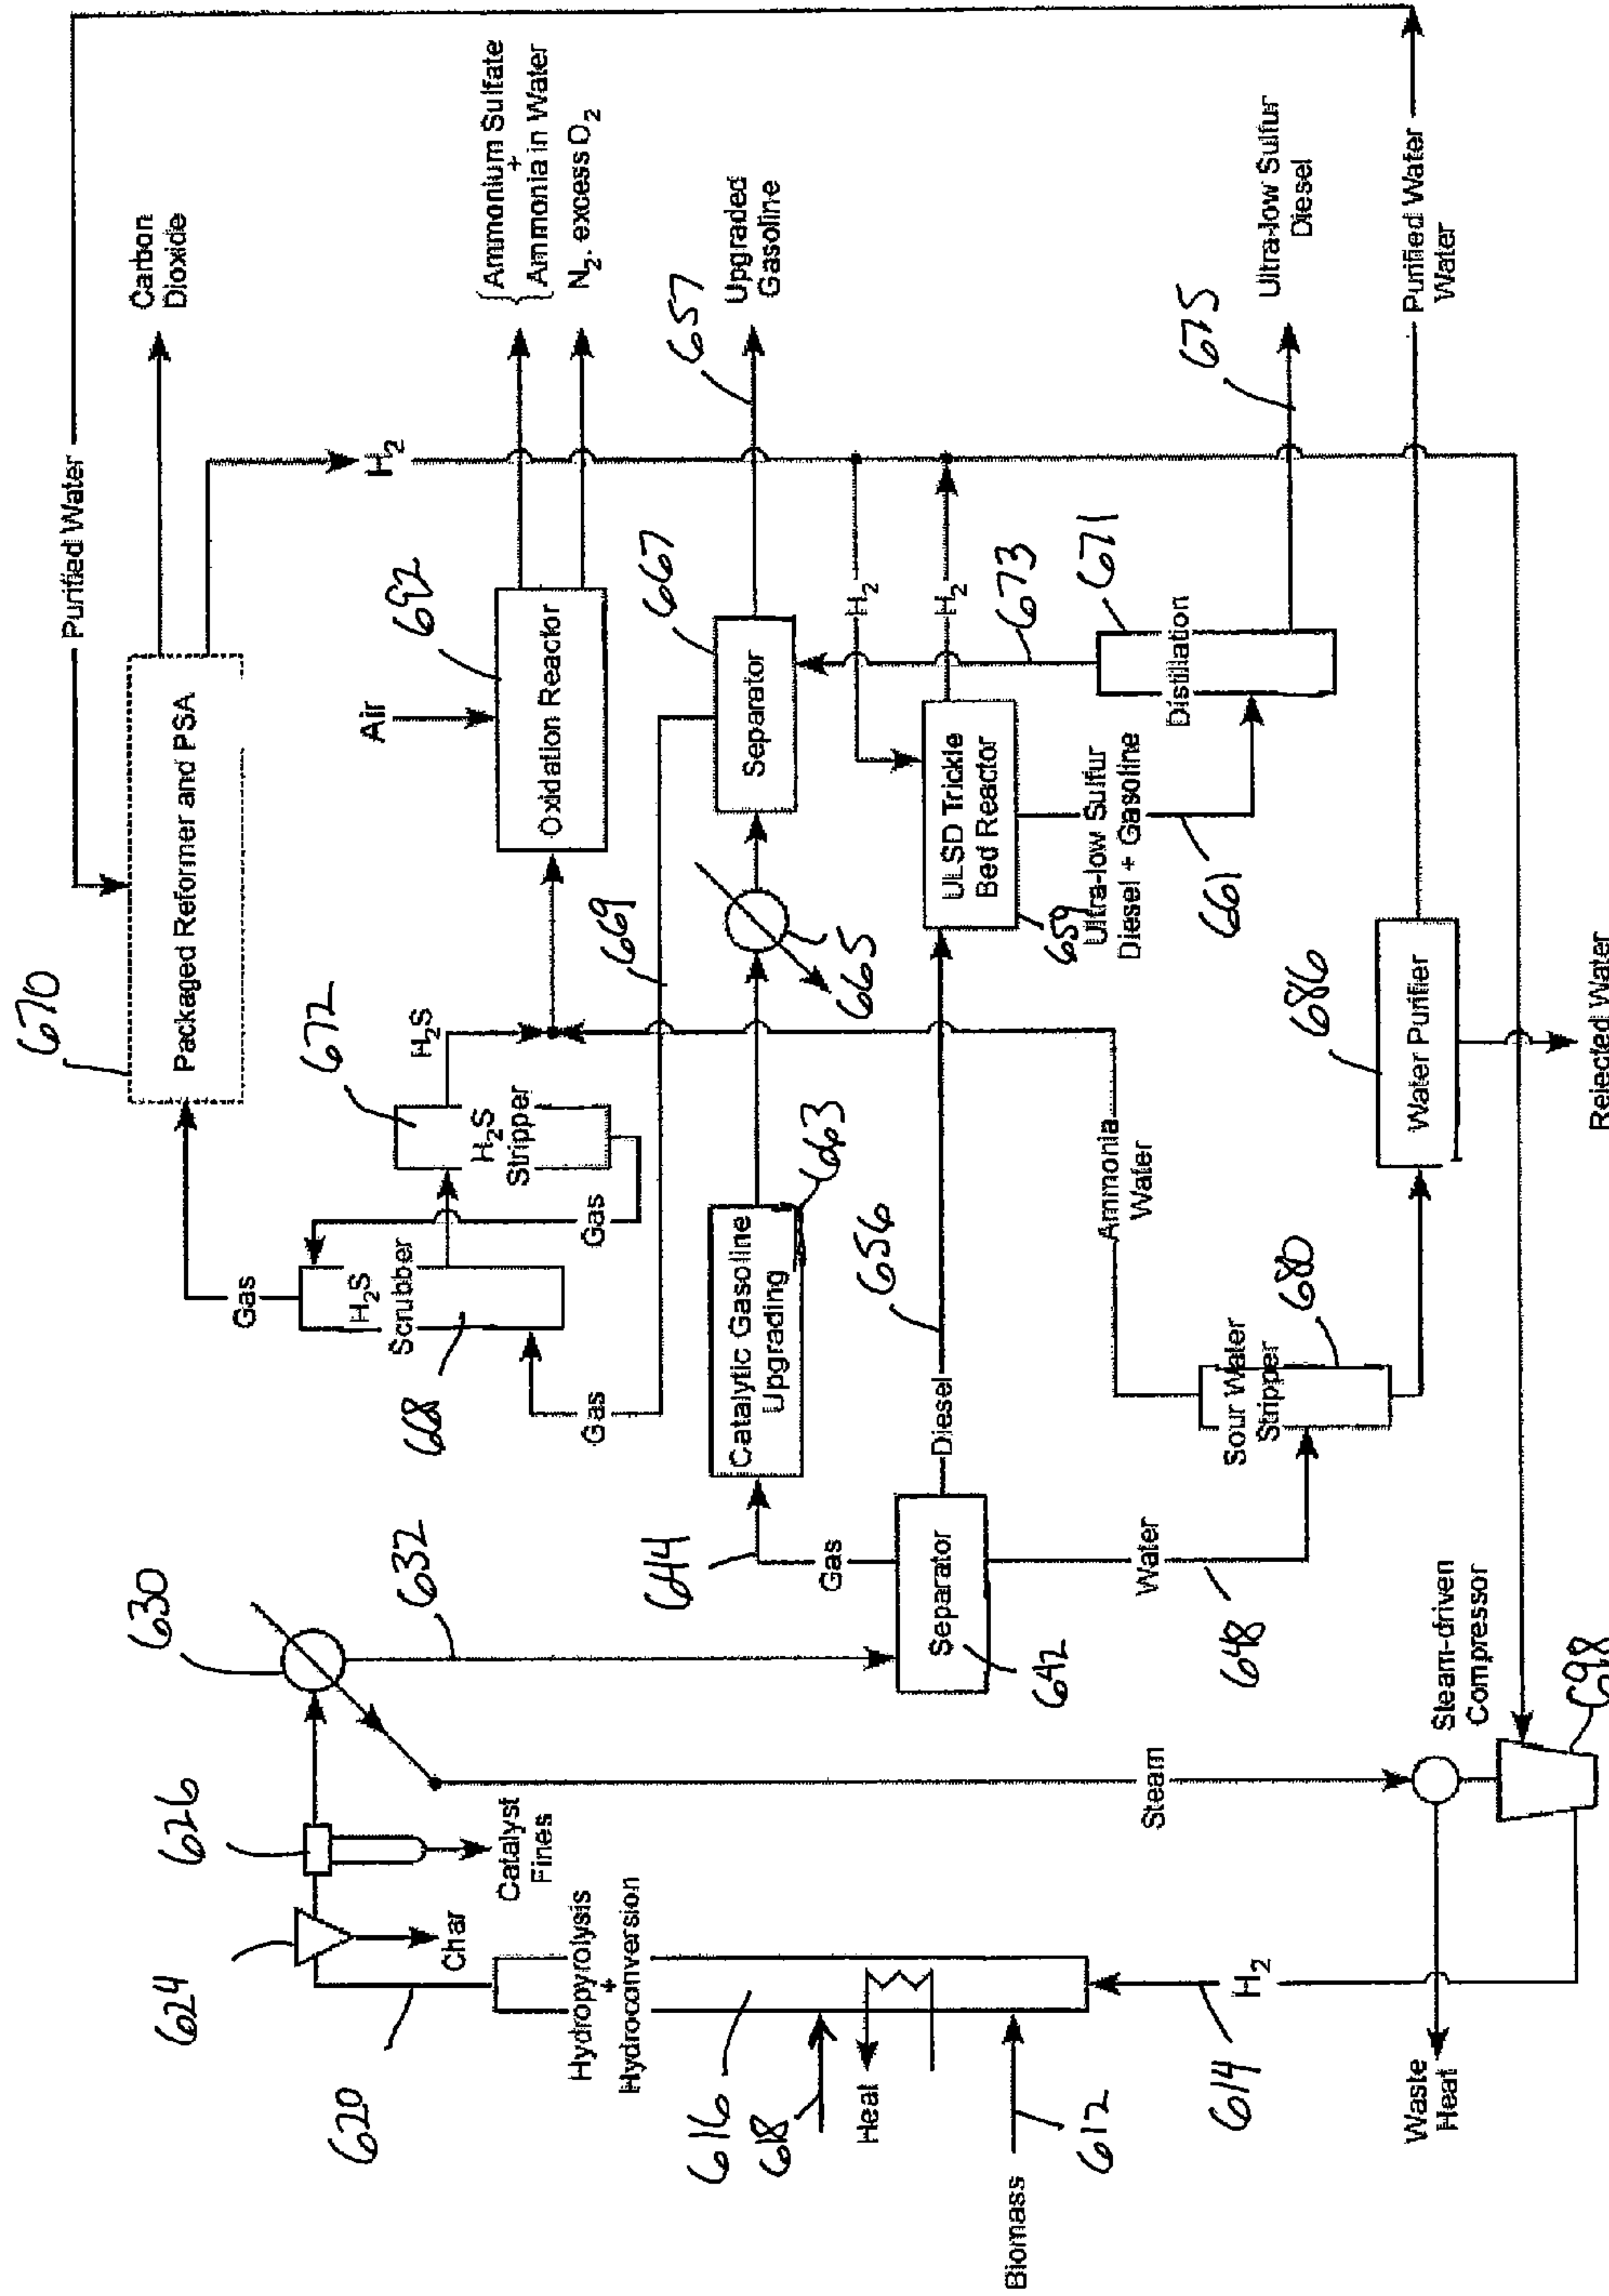 670
Purified Water
Packaged Reformer and PSA
Carbon
Dioxide
Gas
H2S
Scrubber
668
Gas
Gas
672
H2S
Stripper
H2S
Air
692
Oxidation Reactor
H2
Ammonium Sulfate
+
Ammonia in Water
N2, excess O2
630
632
626
624
Catalyst
Fines
Char
620
Hydropyrolysis
+
Hydroconversion
616
618
Heat
Biomass
612
614
H2
644
Gas
Catalytic Gasoline
Upgrading
663
669
665
Separator
667
657
Upgraded
Gasoline
Separator
642
Diesel
656
ULSD Trickle
Bed Reactor
659
H2
H2
673
Ultra-low Sulfur
Diesel + Gasoline
661
Distillation
671
675
Ultra-low Sulfur
Diesel
Water
648
Ammonia
Water
Sour Water
Stripper
680
686
Water Purifier
Rejected Water
Purified Water
Water
Steam
Steam-driven
Compressor
698
Waste
Heat